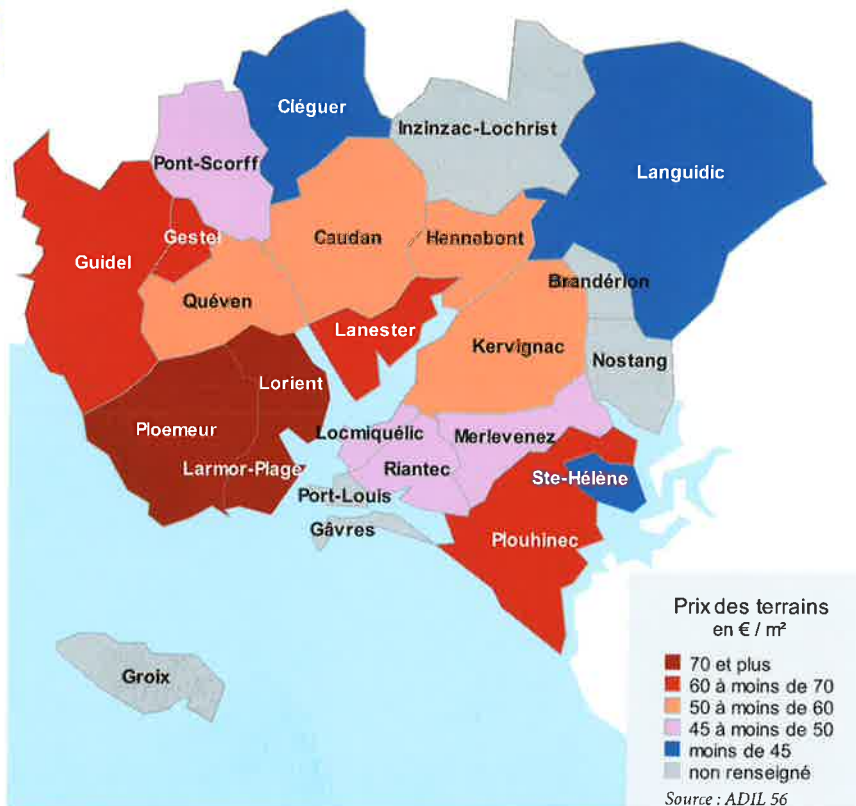 Cléguer
Inzinzac-Lochrist
Pont-Scorff
Languidic
Gestel
Caudan
Hennebont
Guidel
Brandérion
Quéven
Lanester
Kervignac
Nostang
Lorient
Ploemeur
Locmiquélic
Merlevenez
Larmor-Plage
Riantec
Ste-Hélène
Port-Louis
Gâvres
Plouhinec
Groix
Prix des terrains
en € / m²
70 et plus
60 à moins de 70
50 à moins de 60
45 à moins de 50
moins de 45
non renseigné
Source : ADIL 56